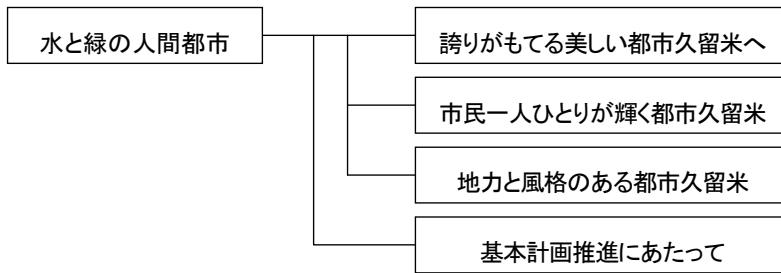 水と緑の人間都市
誇りがもてる美しい都市久留米へ
市民一人ひとりが輝く都市久留米
地力と風格のある都市久留米
基本計画推進にあたって